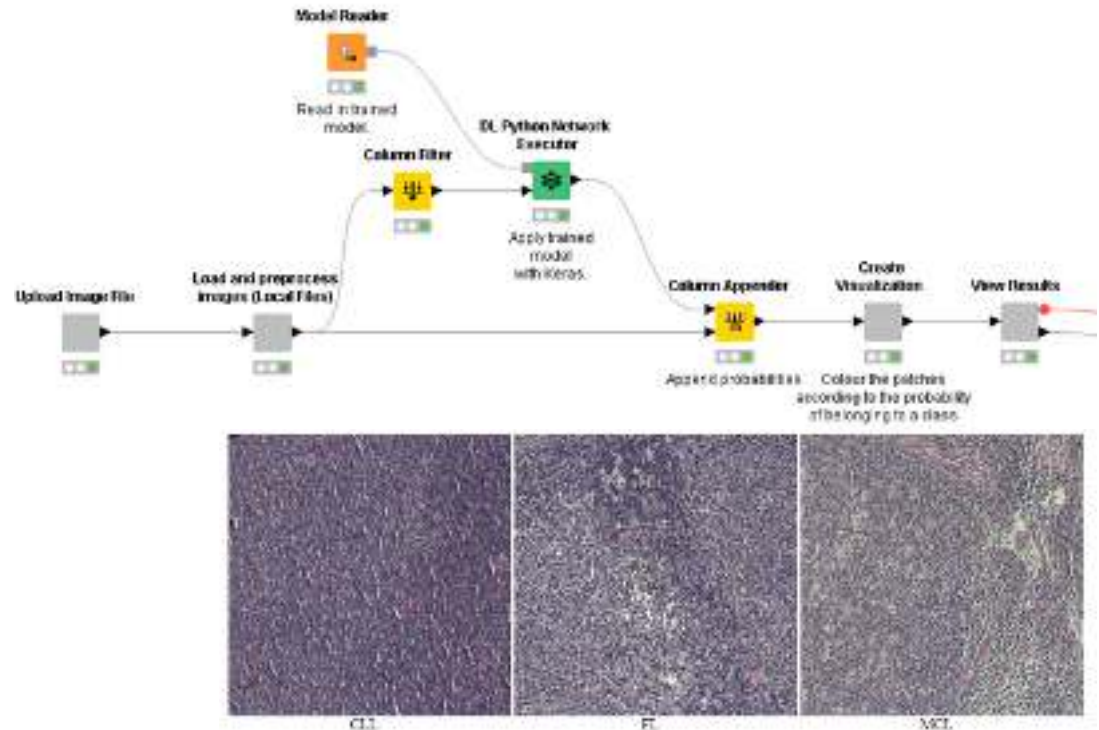 Model Reader
Read in trained
model.
DL Python Network
Executor
Column Filter
Apply trained
model
with Keras.
Upload Image File
Load and preprocess
images (Local Files)
Column Appender
Create
Visualization
View Results
Append probabilities
Colour the patches
according to the probability
of belonging to a class.
CLL
FL
MCL